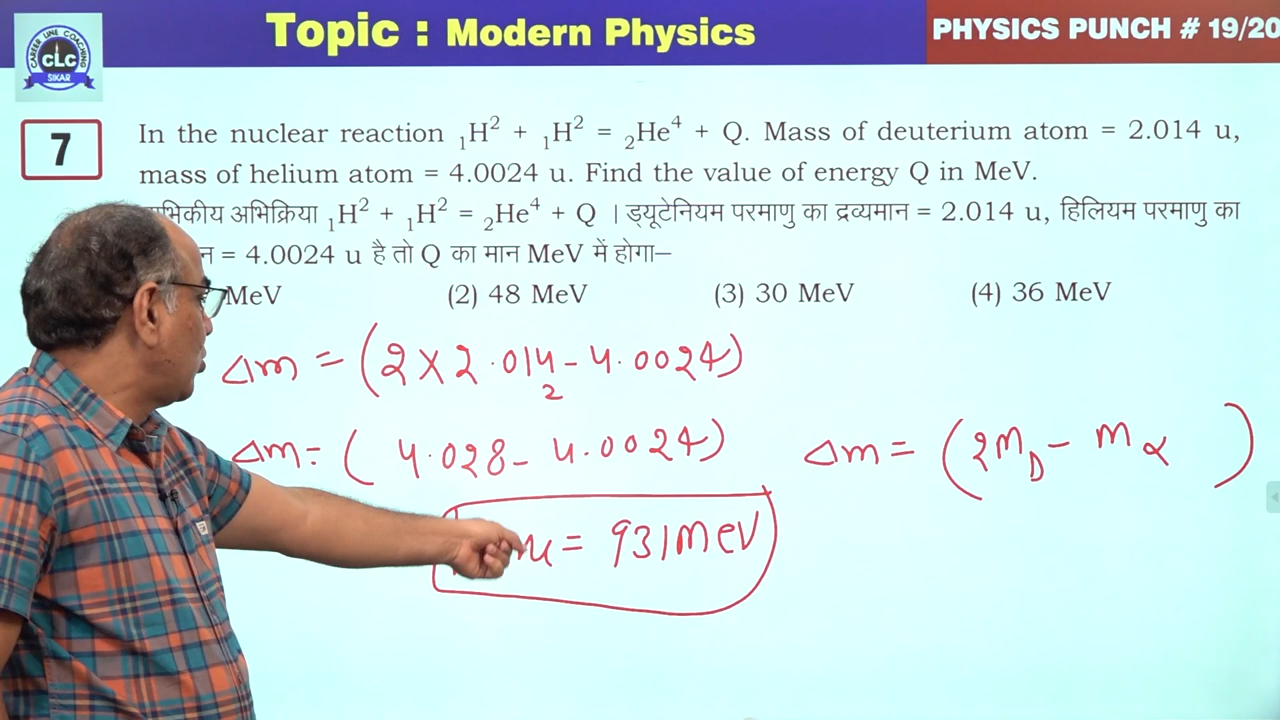 Topic : Modern Physics
PHYSICS PUNCH # 19/20
CAREER LINE COACHING
CLC
SIKAR
7
In the nuclear reaction ₁H² + ₁H² = ₂He⁴ + Q. Mass of deuterium atom = 2.014 u,
mass of helium atom = 4.0024 u. Find the value of energy Q in MeV.
अभिक्रिया ₁H² + ₁H² = ₂He⁴ + Q । ड्यूटेनियम परमाणु का द्रव्यमान = 2.014 u, हिलियम परमाणु का
= 4.0024 u है तो Q का मान MeV में होगा–
MeV (2) 48 MeV (3) 30 MeV (4) 36 MeV
Δm = (2 X 2.014 - 4.0024)
2
Δm = ( 4.028 - 4.0024)
Δm = (2m_D - m_α )
u = 931 MeV